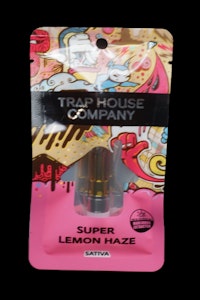 TRAP HOUSE
COMPANY
SUPER
LEMON HAZE
SATIVA